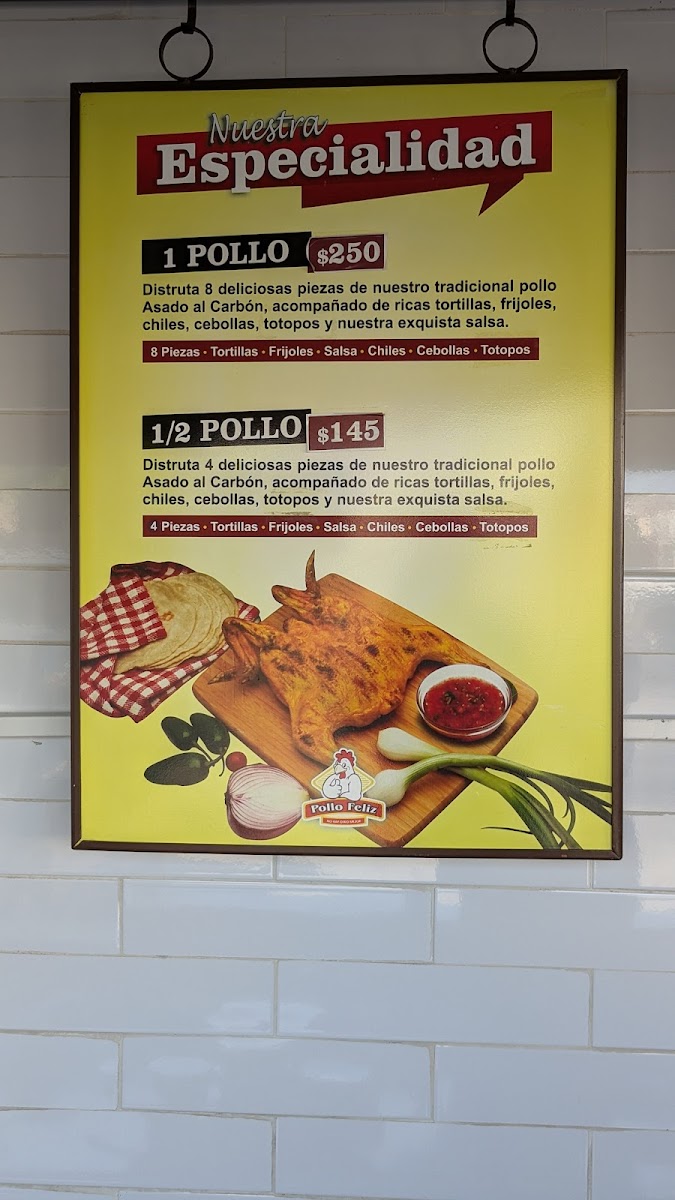 Nuestra
Especialidad
1 POLLO $250
Distruta 8 deliciosas piezas de nuestro tradicional pollo
Asado al Carbón, acompañado de ricas tortillas, frijoles,
chiles, cebollas, totopos y nuestra exquista salsa.
8 Piezas • Tortillas • Frijoles • Salsa • Chiles • Cebollas • Totopos
1/2 POLLO $145
Distruta 4 deliciosas piezas de nuestro tradicional pollo
Asado al Carbón, acompañado de ricas tortillas, frijoles,
chiles, cebollas, totopos y nuestra exquista salsa.
4 Piezas • Tortillas • Frijoles • Salsa • Chiles • Cebollas • Totopos
Pollo Feliz